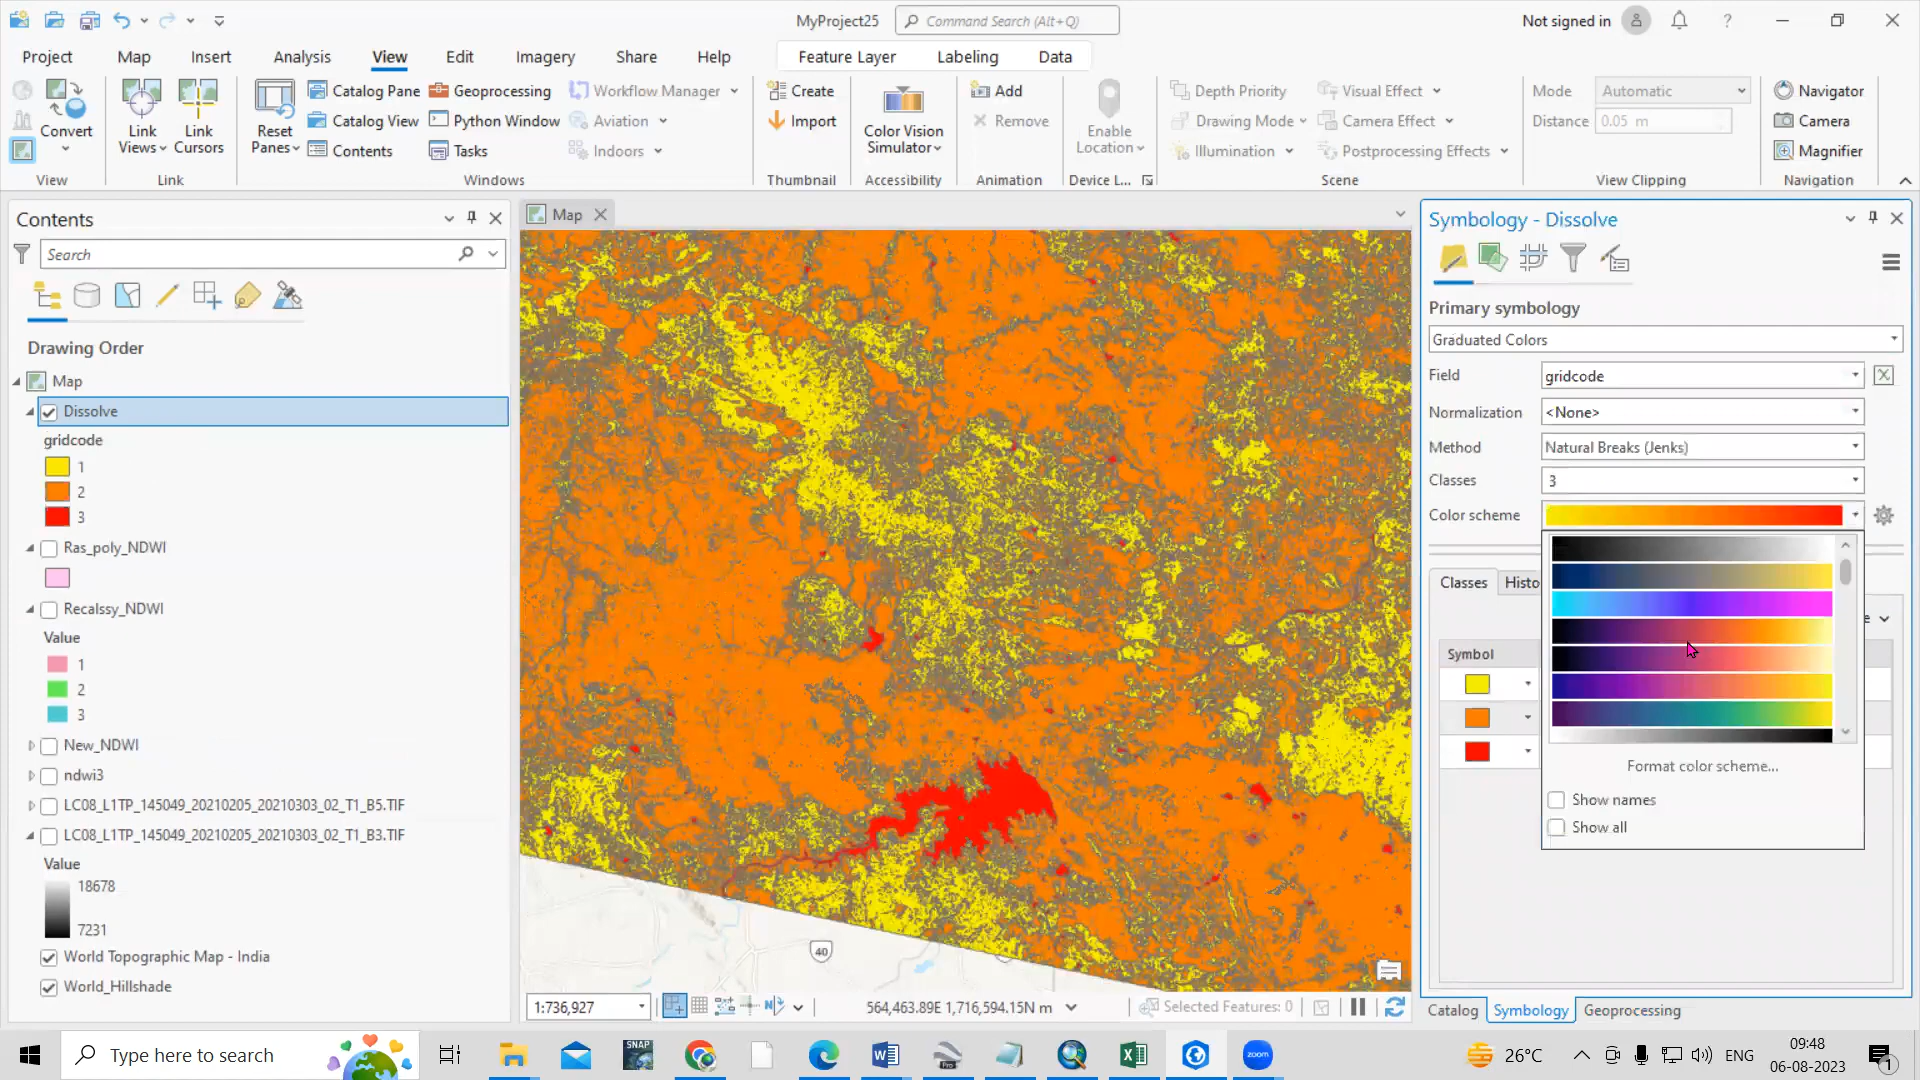 MyProject25
Command Search (Alt+Q)
Not signed in
?
Project
Map
Insert
Analysis
View
Edit
Imagery
Share
Help
Feature Layer
Labeling
Data
Convert
View
Link Views
Link Cursors
Link
Reset Panes
Catalog Pane
Catalog View
Contents
Geoprocessing
Python Window
Tasks
Workflow Manager
Aviation
Indoors
Windows
Create
Import
Thumbnail
Color Vision Simulator
Accessibility
Add
Remove
Animation
Enable Location
Device L...
Depth Priority
Drawing Mode
Illumination
Visual Effect
Camera Effect
Postprocessing Effects
Scene
Mode
Automatic
Distance
0.05 m
View Clipping
Navigator
Camera
Magnifier
Navigation
Contents
Search
Drawing Order
Map
Dissolve
gridcode
1
2
3
Ras_poly_NDWI
Recalssy_NDWI
Value
1
2
3
New_NDWI
ndwi3
LC08_L1TP_145049_20210205_20210303_02_T1_B5.TIF
LC08_L1TP_145049_20210205_20210303_02_T1_B3.TIF
Value
18678
7231
World Topographic Map - India
World_Hillshade
Map
40
1:736,927
564,463.89E 1,716,594.15N m
Selected Features: 0
Symbology - Dissolve
Primary symbology
Graduated Colors
Field
gridcode
Normalization
<None>
Method
Natural Breaks (Jenks)
Classes
3
Color scheme
Classes
Histo
e
Symbol
Format color scheme...
Show names
Show all
Catalog
Symbology
Geoprocessing
Type here to search
SNAP
Pro
zoom
26°C
ENG
09:48
06-08-2023
1